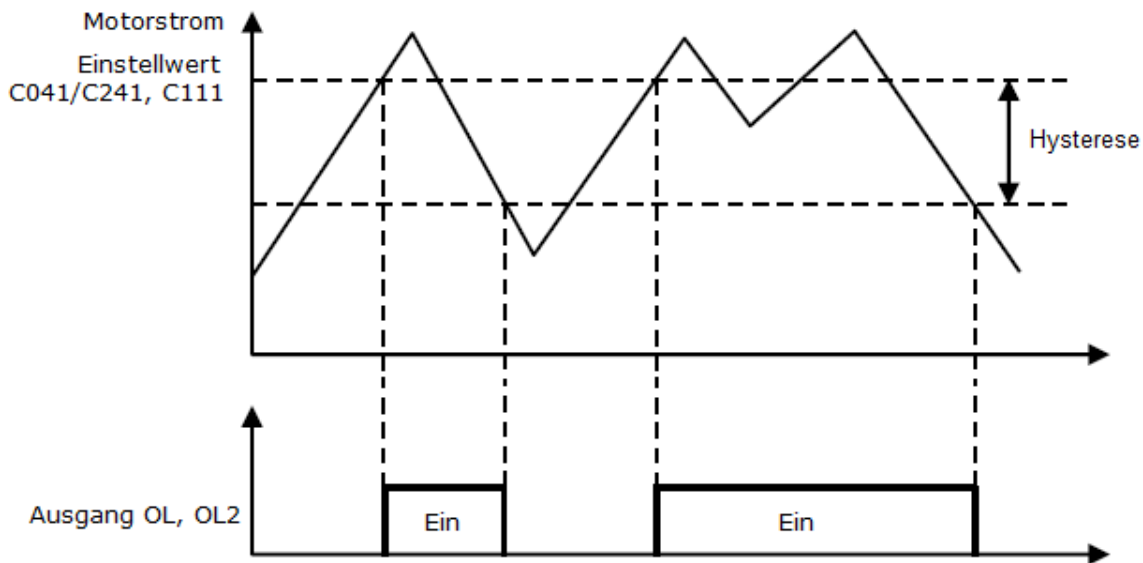 Motorstrom
Einstellwert
C041/C241, C111
Hysterese
Ausgang OL, OL2
Ein
Ein